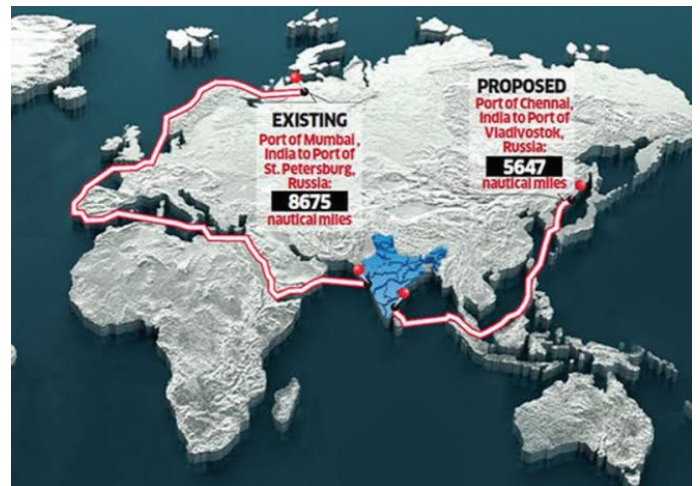 EXISTING
Port of Mumbai,
India to Port of
St. Petersburg,
Russia:
8675
nautical miles
PROPOSED
Port of Chennai,
India to Port of
Vladivostok,
Russia:
5647
nautical miles